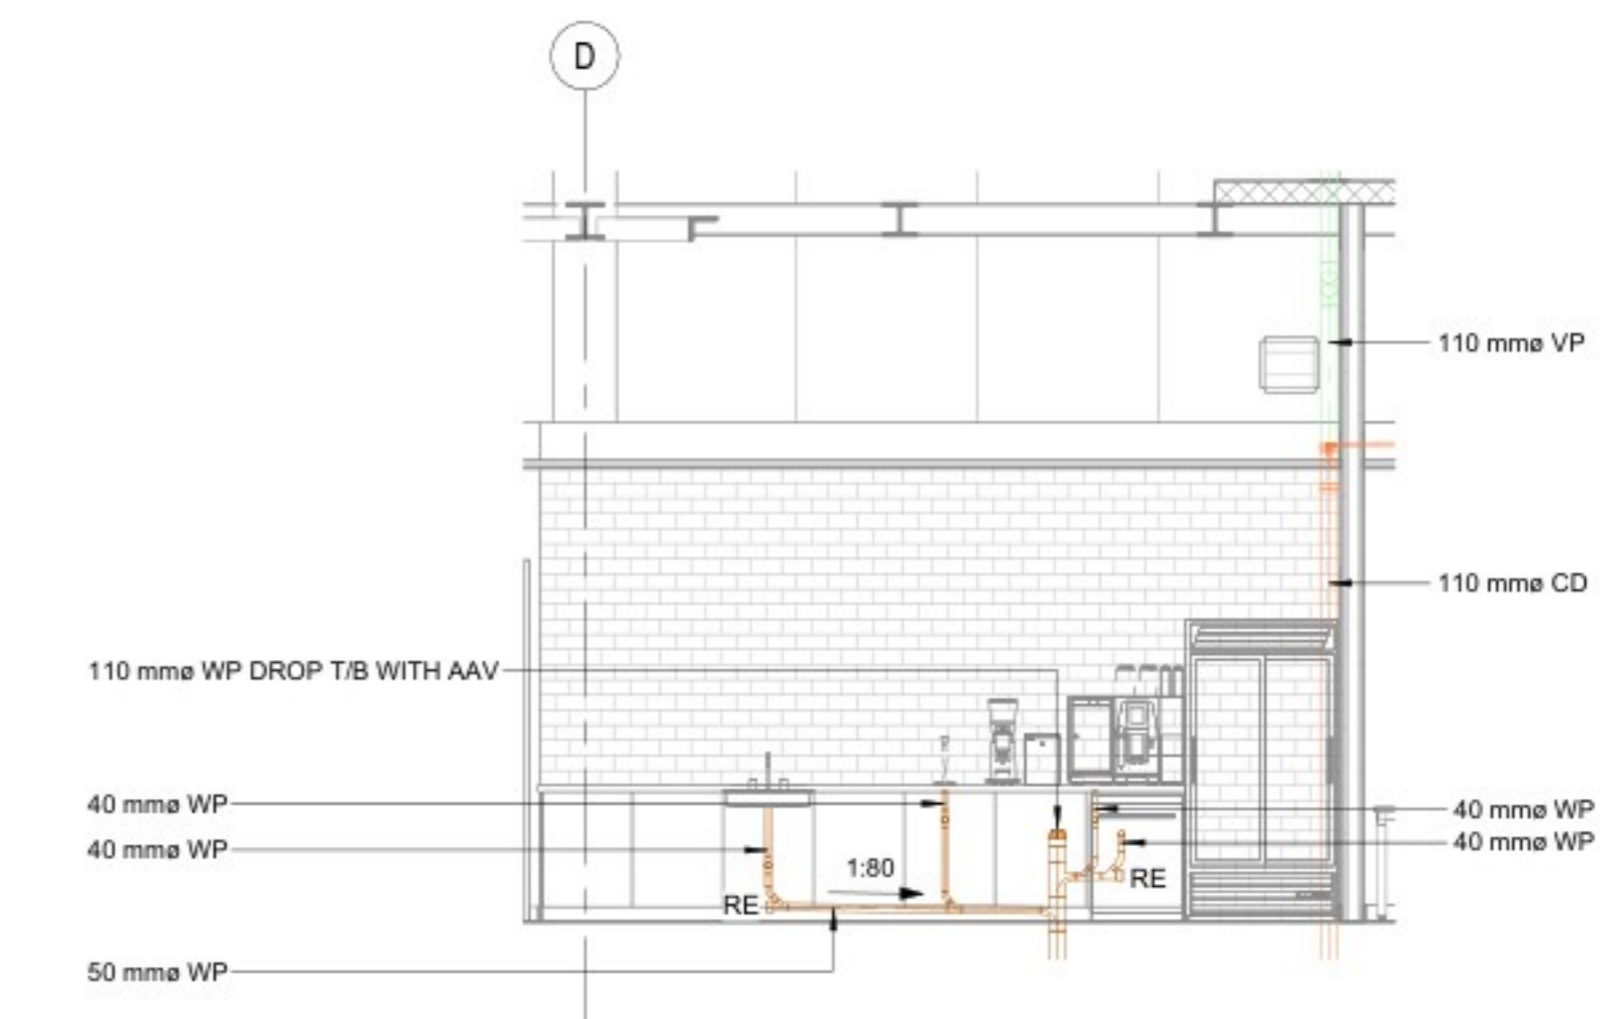 D
110 mmø VP
110 mmø CD
110 mmø WP DROP T/B WITH AAV
40 mmø WP
40 mmø WP
40 mmø WP
40 mmø WP
1:80
RE
RE
50 mmø WP